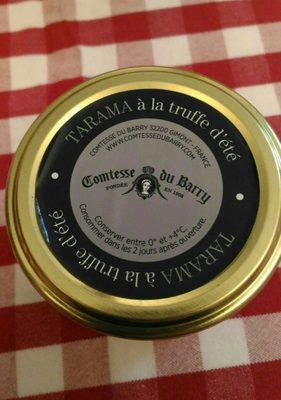 TARAMA à la truffe d'été
COMTESSE DU BARRY 32200 GIMONT - FRANCE
WWW.COMTESSEDUBARRY.COM
Comtesse du Barry
FONDÉE EN 1908
Conserver entre 0° et +4°C.
Consommer dans les 2 jours après ouverture.
TARAMA à la truffe d'été